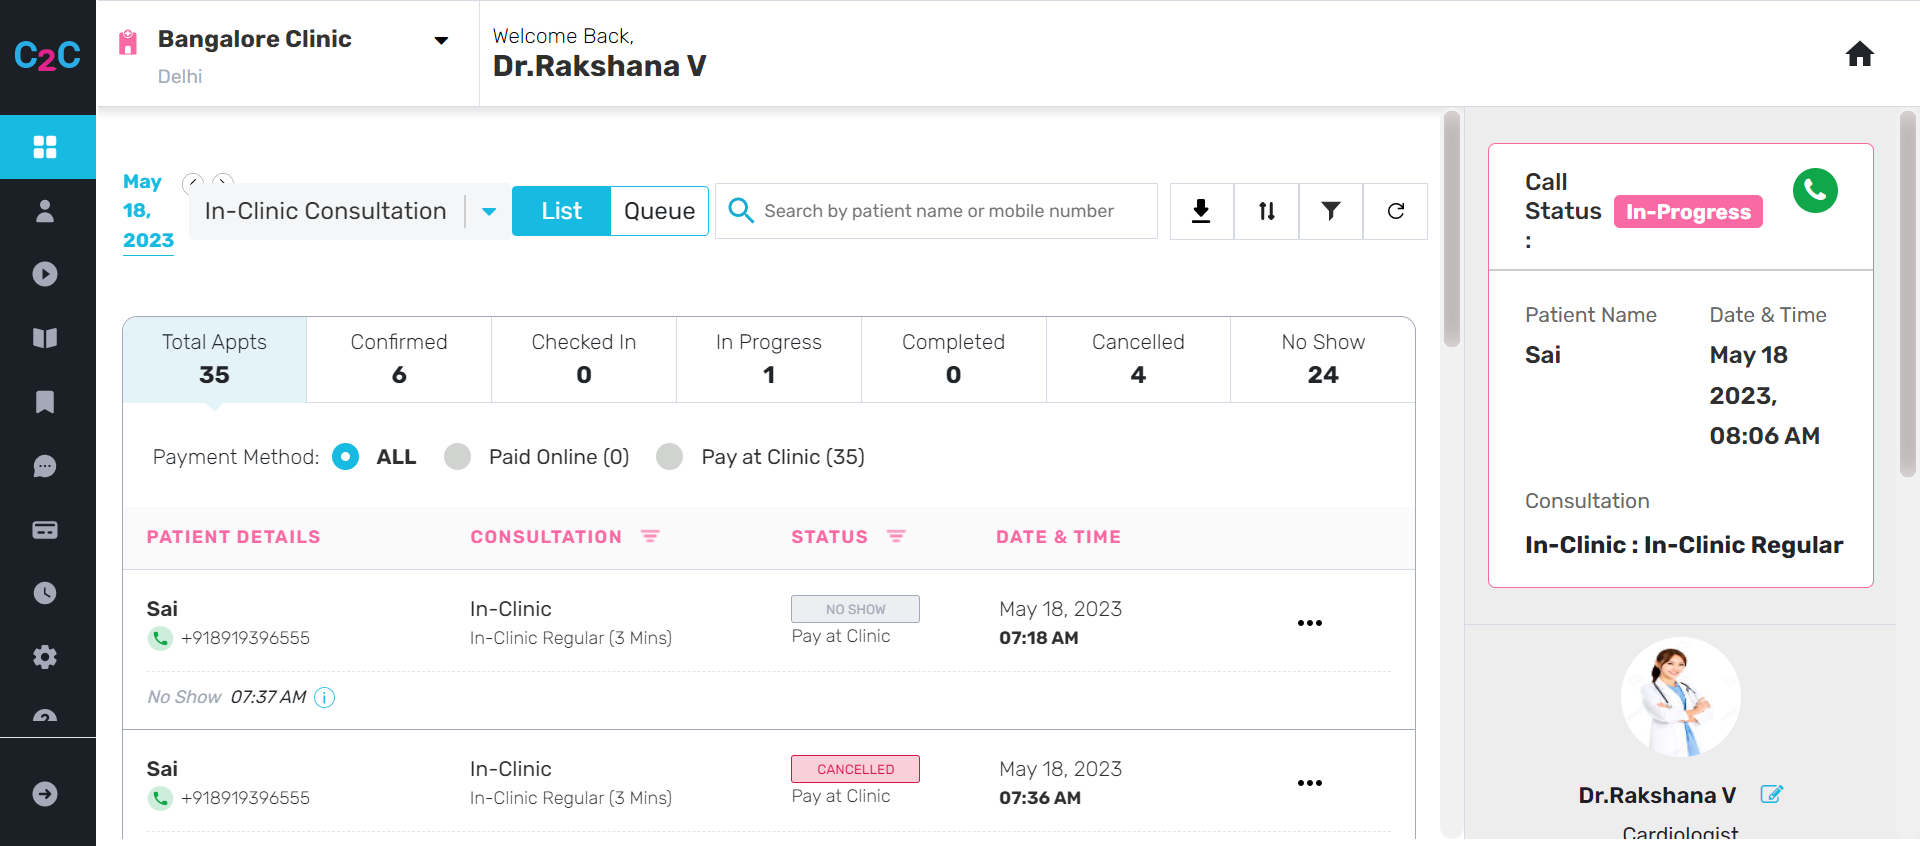 C2C
Bangalore Clinic
Delhi
Welcome Back,
Dr.Rakshana V
May
18,
2023
In-Clinic Consultation
List
Queue
Search by patient name or mobile number
Total Appts
35
Confirmed
6
Checked In
0
In Progress
1
Completed
0
Cancelled
4
No Show
24
Payment Method: ALL Paid Online (0) Pay at Clinic (35)
PATIENT DETAILS CONSULTATION STATUS DATE & TIME
Sai In-Clinic NO SHOW May 18, 2023
+918919396555 In-Clinic Regular (3 Mins) Pay at Clinic 07:18 AM
No Show 07:37 AM
Sai In-Clinic CANCELLED May 18, 2023
+918919396555 In-Clinic Regular (3 Mins) Pay at Clinic 07:36 AM
Call
Status In-Progress
:
Patient Name Date & Time
Sai May 18
2023,
08:06 AM
Consultation
In-Clinic : In-Clinic Regular
Dr.Rakshana V
Cardiologist